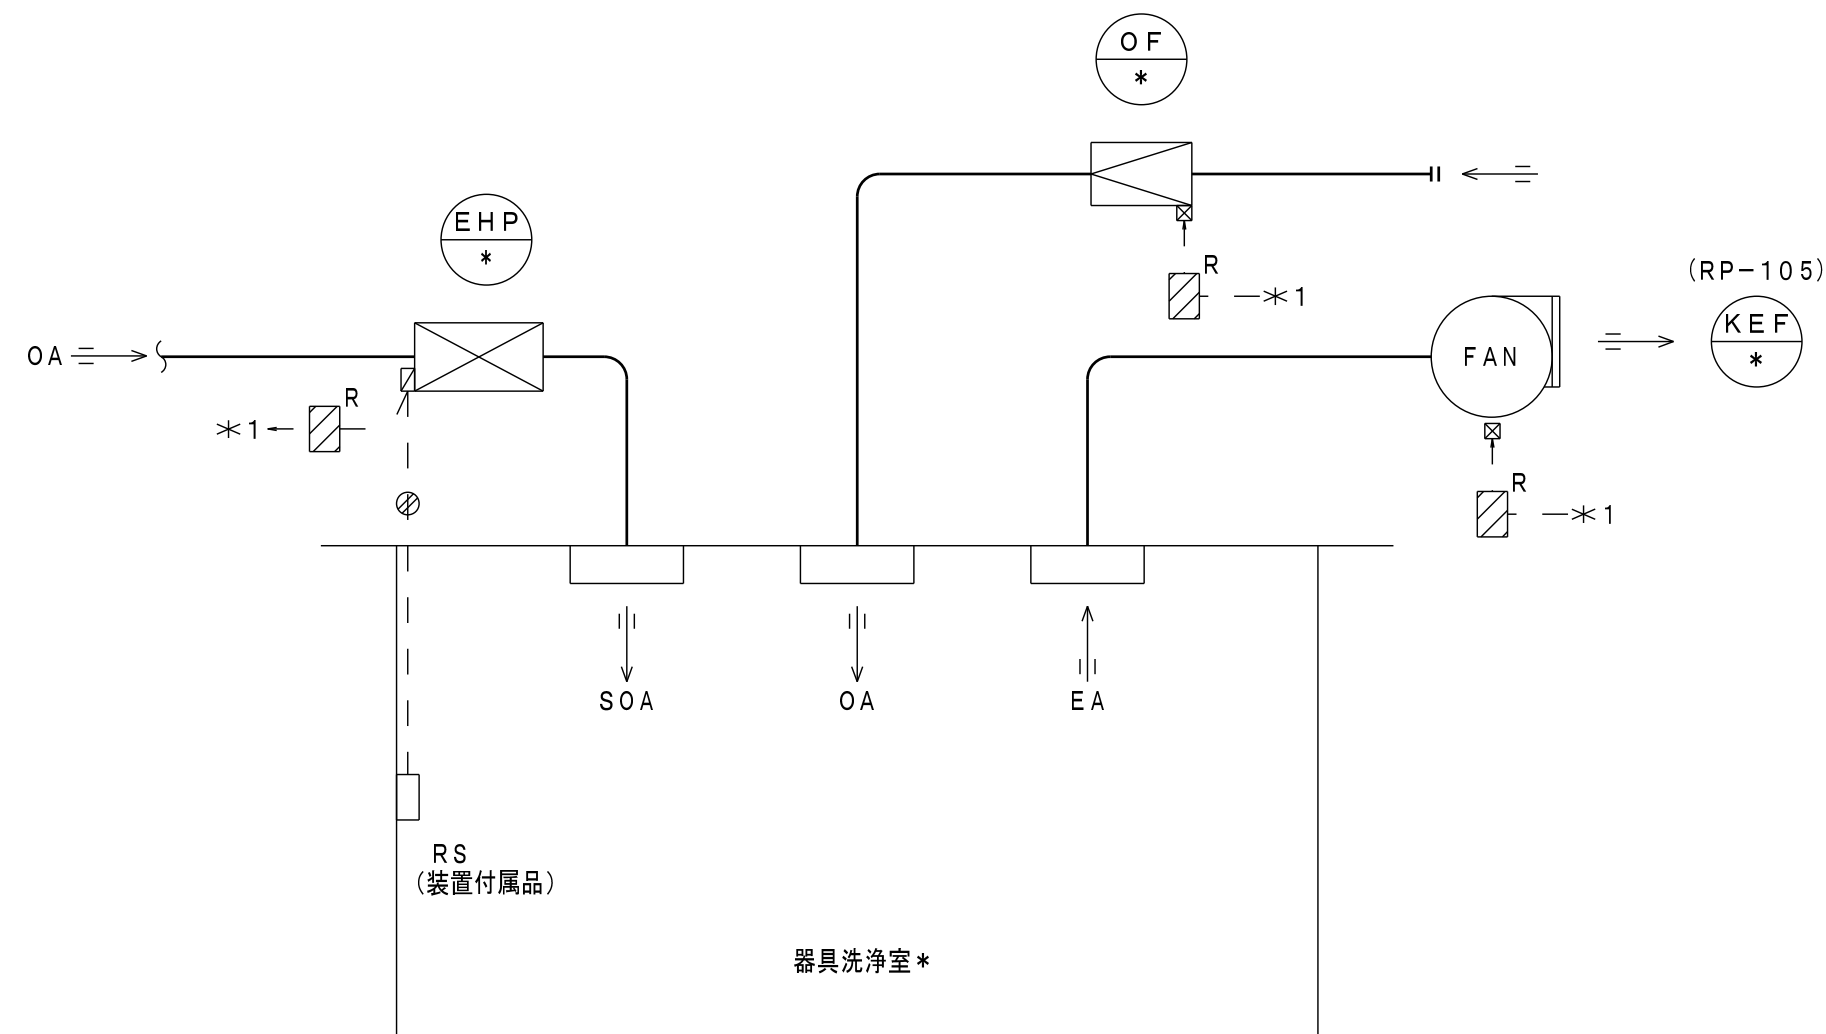 OF
*
EHP
*
R
*1
(RP-105)
KEF
*
FAN
OA
R
*1
R
*1
SOA
OA
EA
RS
(装置付属品)
器具洗浄室*